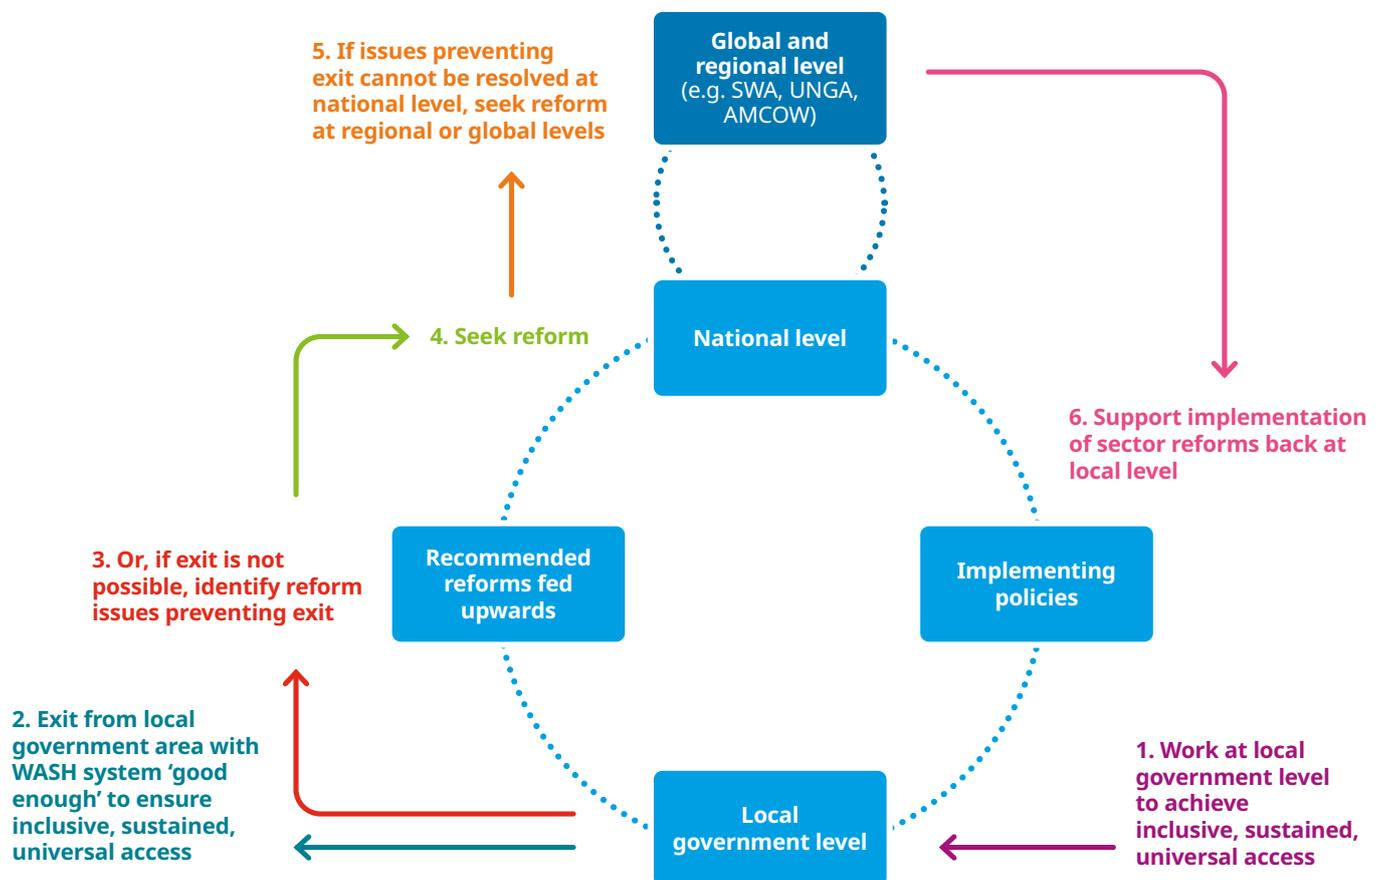 Global and
regional level
(e.g. SWA, UNGA,
AMCOW)
5. If issues preventing
exit cannot be resolved at
national level, seek reform
at regional or global levels
4. Seek reform
National level
6. Support implementation
of sector reforms back at
local level
3. Or, if exit is not
possible, identify reform
issues preventing exit
Recommended
reforms fed
upwards
Implementing
policies
2. Exit from local
government area with
WASH system ‘good
enough’ to ensure
inclusive, sustained,
universal access
Local
government level
1. Work at local
government level
to achieve
inclusive, sustained,
universal access